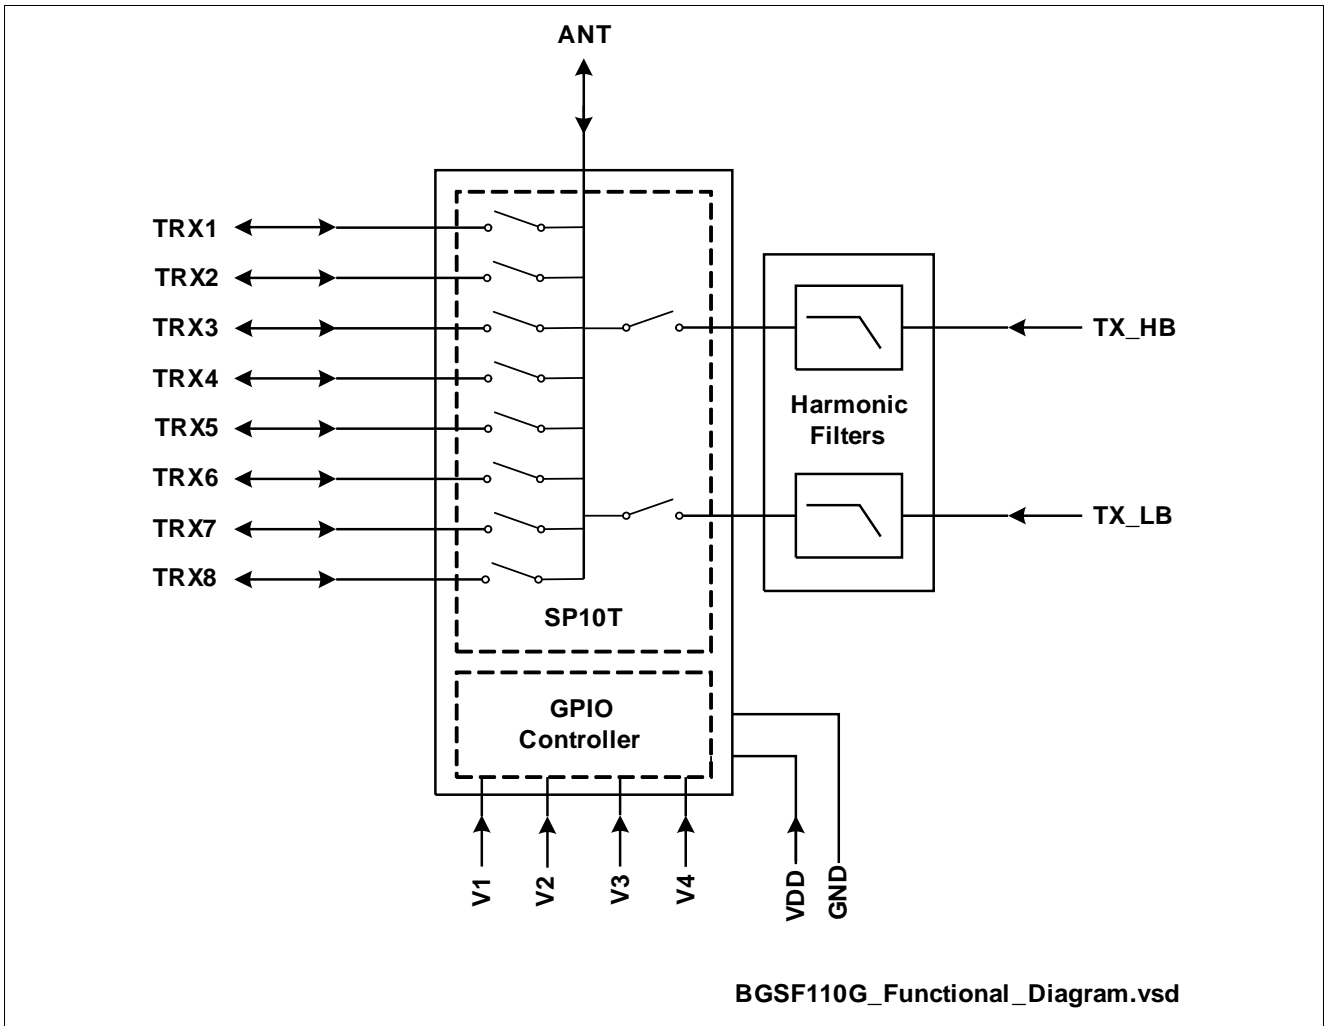 ANT
TRX1
TRX2
TRX3
TX_HB
TRX4
Harmonic
Filters
TRX5
TRX6
TRX7
TX_LB
TRX8
SP10T
GPIO
Controller
V1
V2
V3
V4
VDD
GND
BGSF110G_Functional_Diagram.vsd